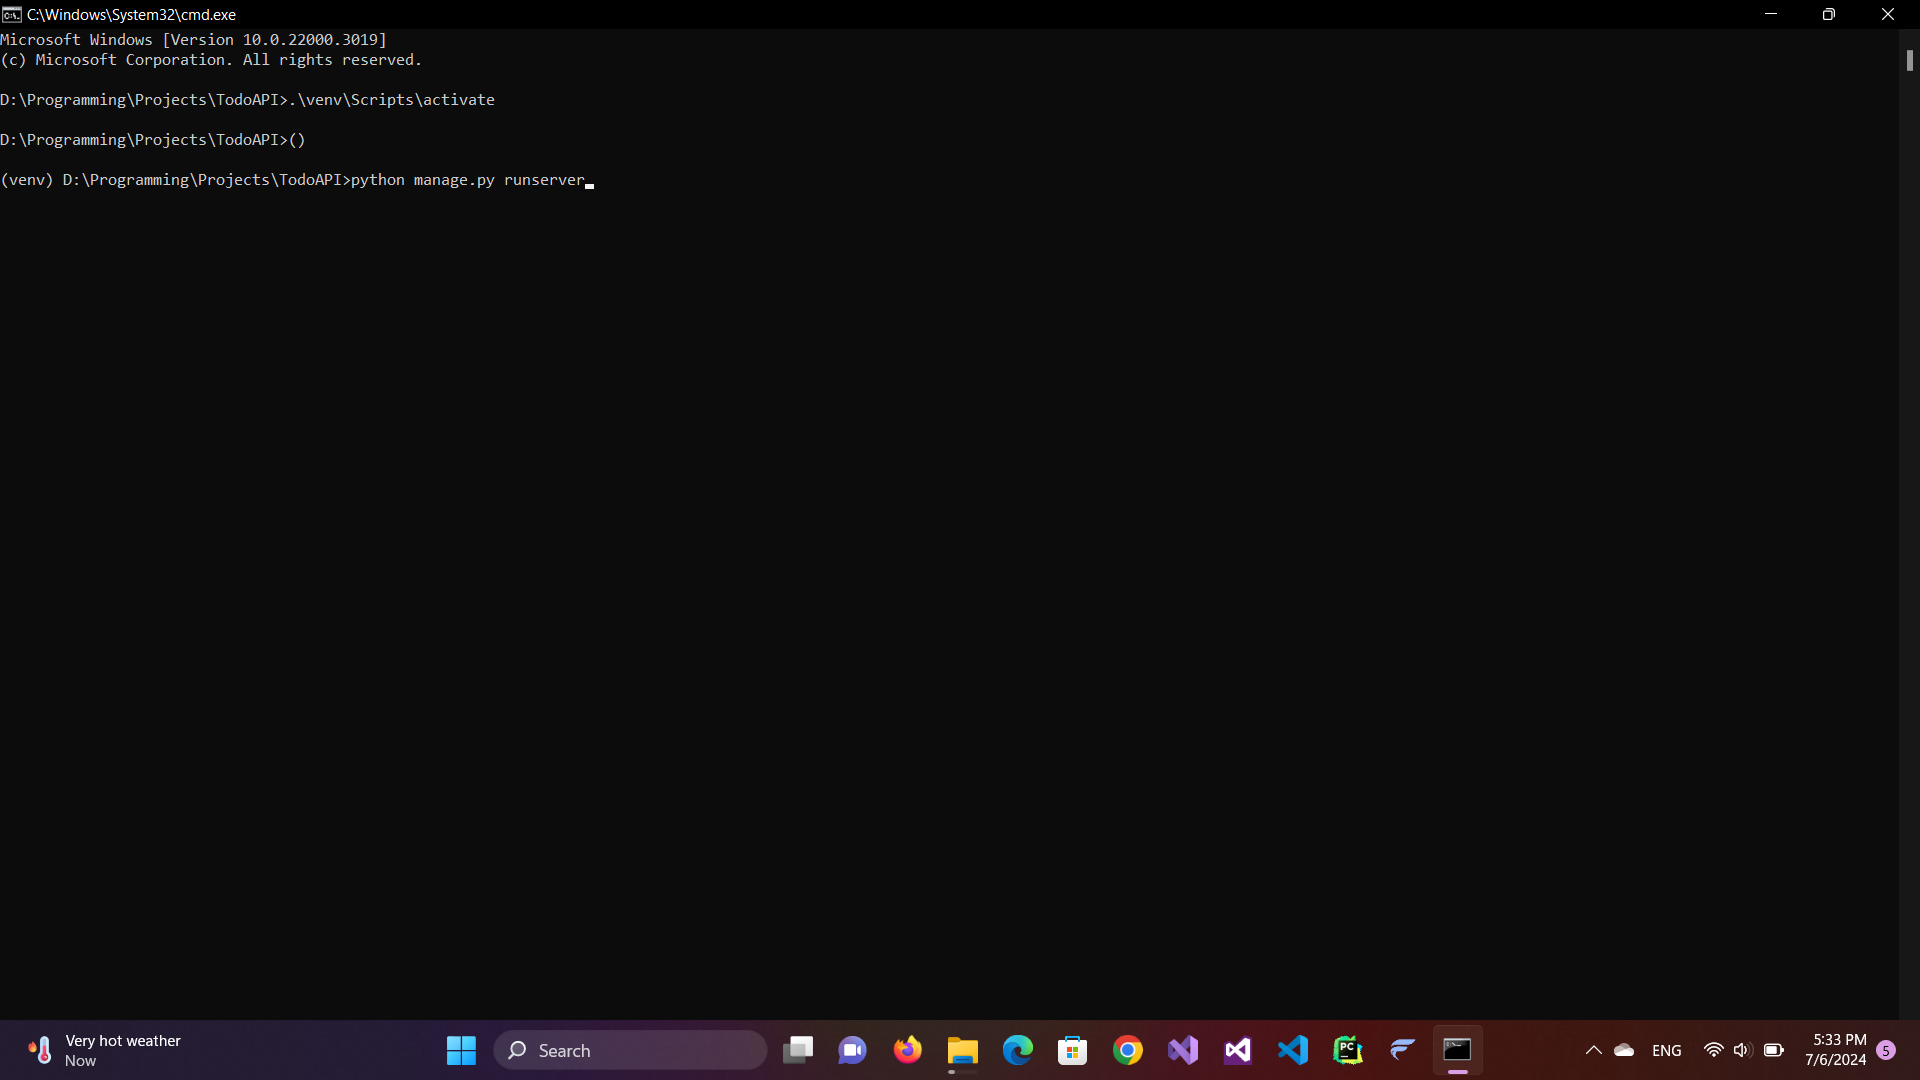 C:\Windows\System32\cmd.exe
Microsoft Windows [Version 10.0.22000.3019]
(c) Microsoft Corporation. All rights reserved.
D:\Programming\Projects\TodoAPI>.\venv\Scripts\activate
D:\Programming\Projects\TodoAPI>()
(venv) D:\Programming\Projects\TodoAPI>python manage.py runserver
Very hot weather
Now
Search
PC
ENG
5:33 PM
7/6/2024
5